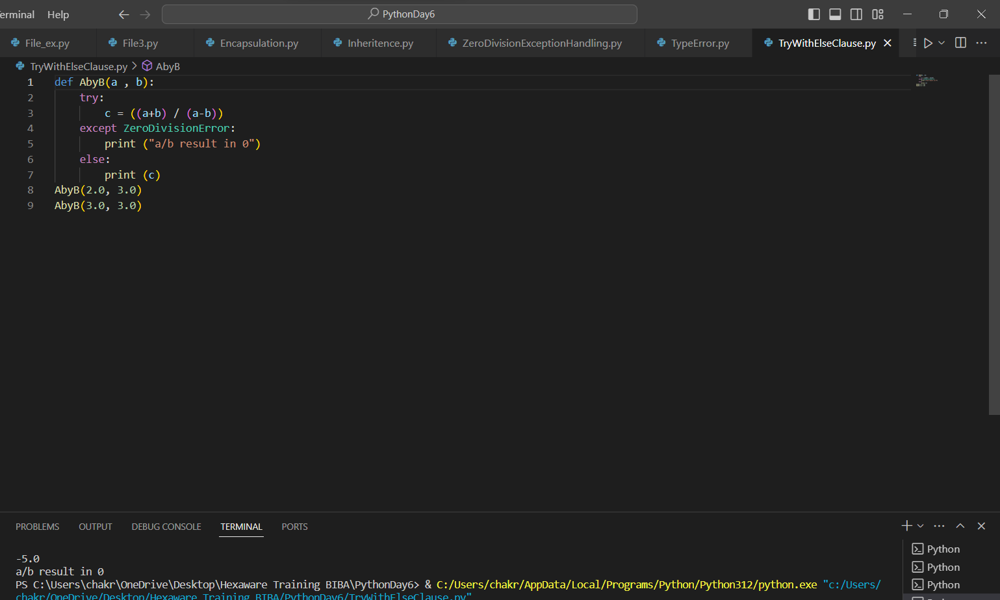 erminal Help PythonDay6
File_ex.py File3.py Encapsulation.py Inheritence.py ZeroDivisionExceptionHandling.py TypeError.py TryWithElseClause.py
TryWithElseClause.py > AbyB
1 def AbyB(a , b):
2     try:
3         c = ((a+b) / (a-b))
4     except ZeroDivisionError:
5         print ("a/b result in 0")
6     else:
7         print (c)
8 AbyB(2.0, 3.0)
9 AbyB(3.0, 3.0)
PROBLEMS OUTPUT DEBUG CONSOLE TERMINAL PORTS
-5.0
a/b result in 0
PS C:\Users\chakr\OneDrive\Desktop\Hexaware Training BIBA\PythonDay6> & C:/Users/chakr/AppData/Local/Programs/Python/Python312/python.exe "c:/Users/
chakr/OneDrive/Desktop/Hexaware Training BIBA/PythonDay6/TryWithElseClause.py"
Python
Python
Python